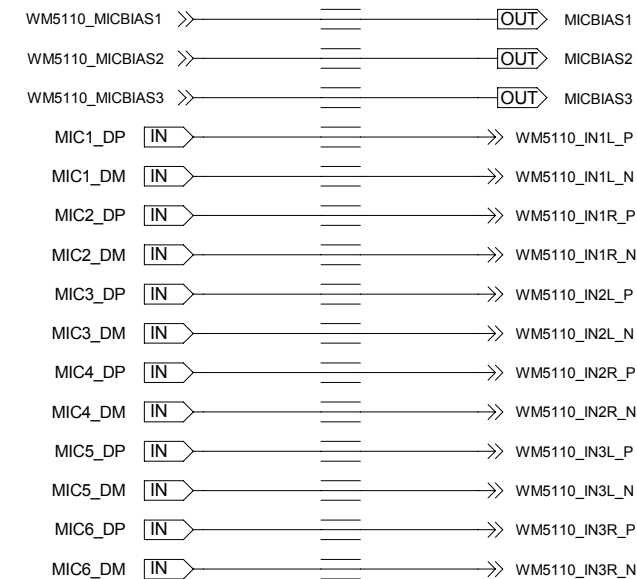 WM5110_MICBIAS1 OUT MICBIAS1
WM5110_MICBIAS2 OUT MICBIAS2
WM5110_MICBIAS3 OUT MICBIAS3
MIC1_DP IN WM5110_IN1L_P
MIC1_DM IN WM5110_IN1L_N
MIC2_DP IN WM5110_IN1R_P
MIC2_DM IN WM5110_IN1R_N
MIC3_DP IN WM5110_IN2L_P
MIC3_DM IN WM5110_IN2L_N
MIC4_DP IN WM5110_IN2R_P
MIC4_DM IN WM5110_IN2R_N
MIC5_DP IN WM5110_IN3L_P
MIC5_DM IN WM5110_IN3L_N
MIC6_DP IN WM5110_IN3R_P
MIC6_DM IN WM5110_IN3R_N